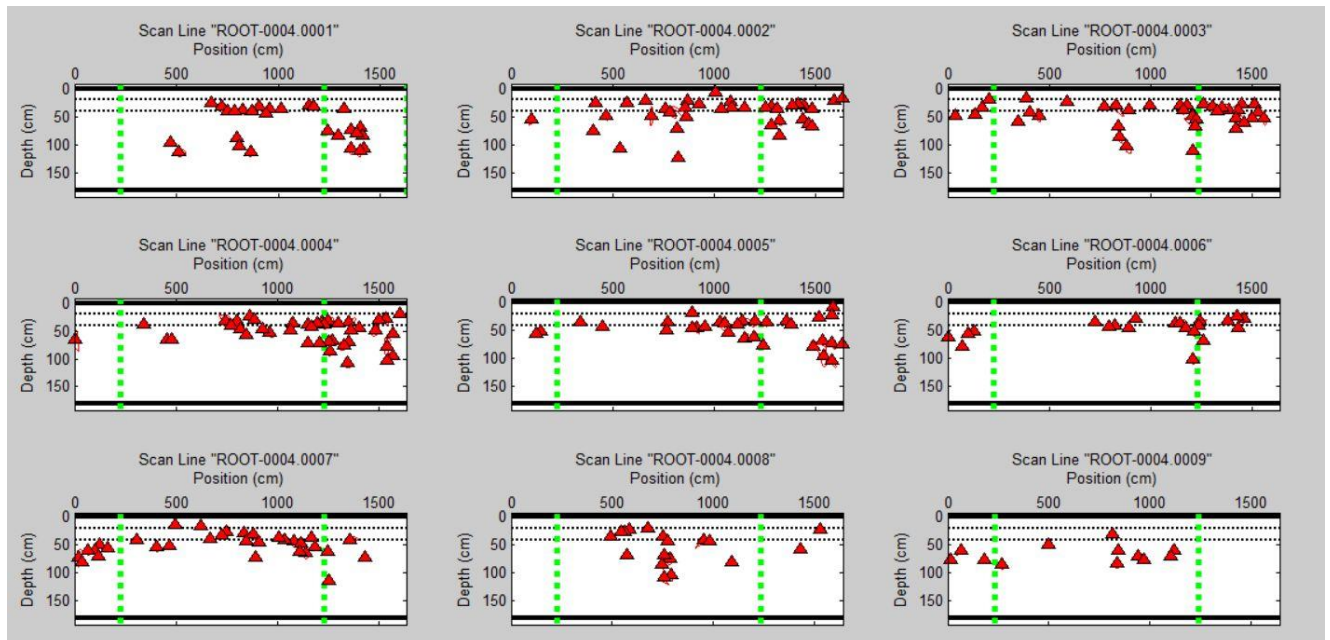 Scan Line "ROOT-0004.0001"
Position (cm)
0 500 1000 1500
0
50
100
150
Depth (cm)
Scan Line "ROOT-0004.0002"
Position (cm)
0 500 1000 1500
0
50
100
150
Depth (cm)
Scan Line "ROOT-0004.0003"
Position (cm)
0 500 1000 1500
0
50
100
150
Depth (cm)
Scan Line "ROOT-0004.0004"
Position (cm)
0 500 1000 1500
0
50
100
150
Depth (cm)
Scan Line "ROOT-0004.0005"
Position (cm)
0 500 1000 1500
0
50
100
150
Depth (cm)
Scan Line "ROOT-0004.0006"
Position (cm)
0 500 1000 1500
0
50
100
150
Depth (cm)
Scan Line "ROOT-0004.0007"
Position (cm)
0 500 1000 1500
0
50
100
150
Depth (cm)
Scan Line "ROOT-0004.0008"
Position (cm)
0 500 1000 1500
0
50
100
150
Depth (cm)
Scan Line "ROOT-0004.0009"
Position (cm)
0 500 1000 1500
0
50
100
150
Depth (cm)